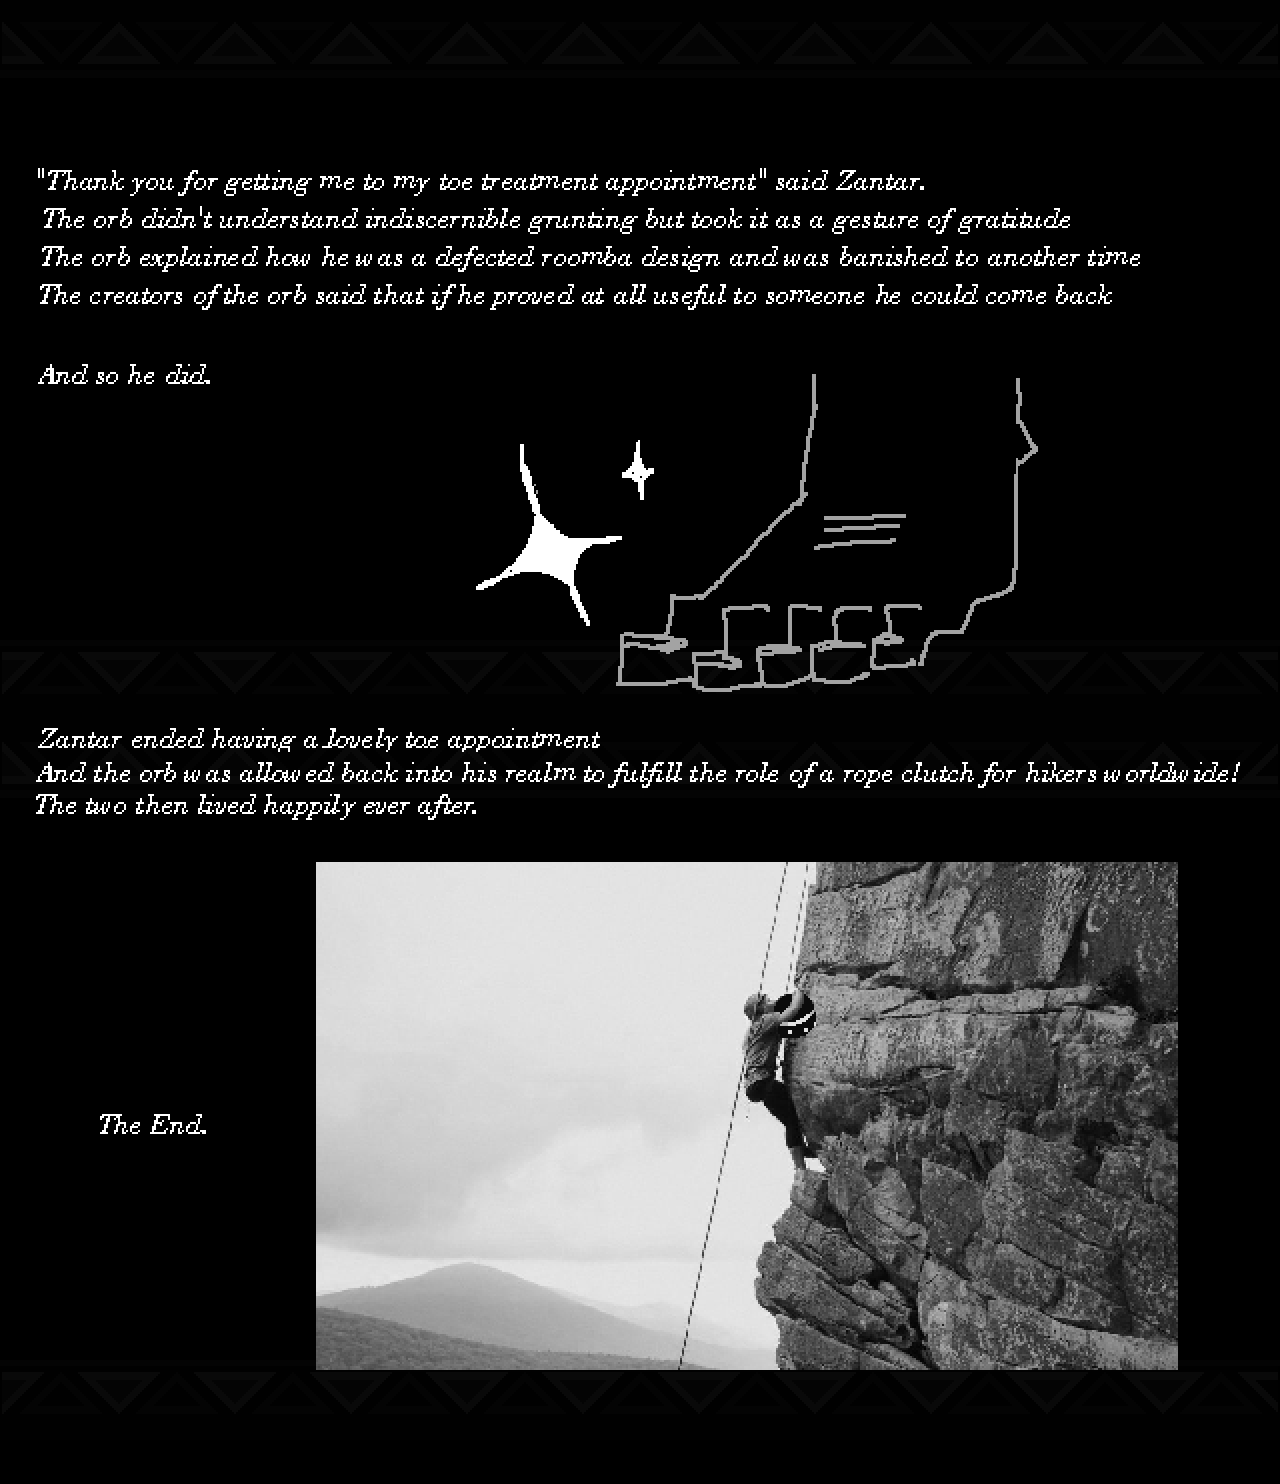 "Thank you for getting me to my toe treatment appointment" said Zantar.
The orb didn't understand indiscernible grunting but took it as a gesture of gratitude
The orb explained how he was a defected roomba design and was banished to another time
The creators of the orb said that if he proved at all useful to someone he could come back
And so he did.
Zantar ended having a lovely toe appointment
And the orb was allowed back into his realm to fulfill the role of a rope clutch for hikers worldwide!
The two then lived happily ever after.
The End.